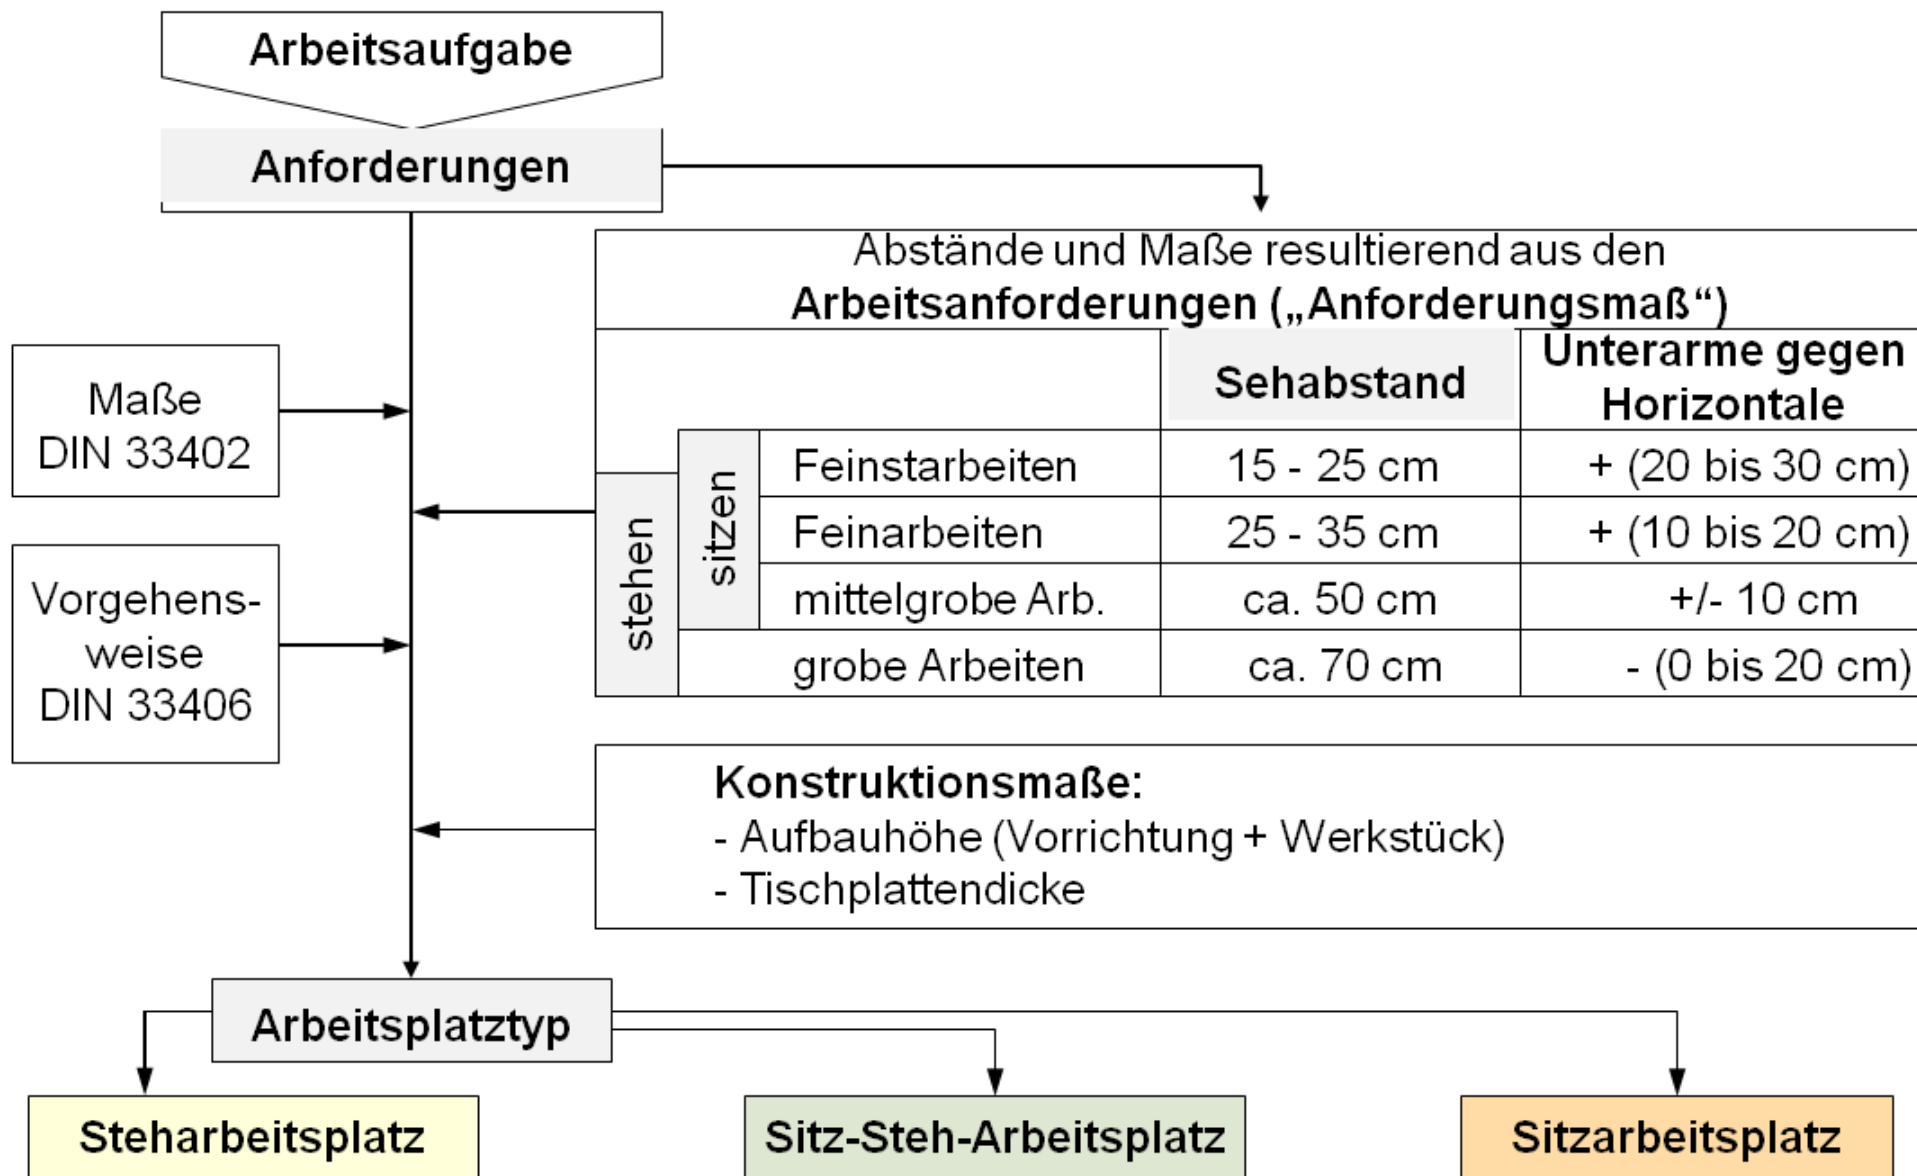 Arbeitsaufgabe
Anforderungen
Abstände und Maße resultierend aus den
Arbeitsanforderungen („Anforderungsmaß“)
Sehabstand
Unterarme gegen
Horizontale
Maße
DIN 33402
Vorgehens-
weise
DIN 33406
stehen
sitzen
Feinstarbeiten 15 - 25 cm + (20 bis 30 cm)
Feinarbeiten 25 - 35 cm + (10 bis 20 cm)
mittelgrobe Arb. ca. 50 cm +/- 10 cm
grobe Arbeiten ca. 70 cm - (0 bis 20 cm)
Konstruktionsmaße:
- Aufbauhöhe (Vorrichtung + Werkstück)
- Tischplattendicke
Arbeitsplatztyp
Steharbeitsplatz
Sitz-Steh-Arbeitsplatz
Sitzarbeitsplatz